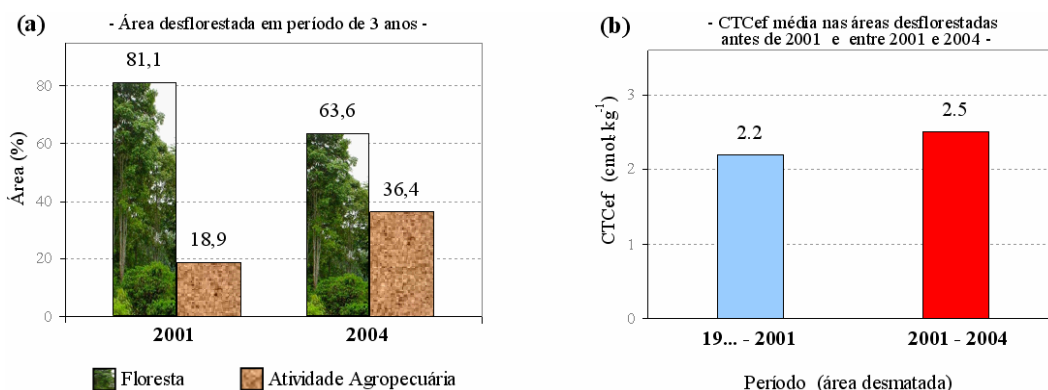 (a)
- Área desflorestada em período de 3 anos -
81,1
80
63,6
60
Área (%)
36,4
40
18,9
20
0
2001
2004
Floresta
Atividade Agropecuária
(b)
- CTCef média nas áreas desflorestadas
antes de 2001 e entre 2001 e 2004 -
3
2.5
2.2
2
CTCef (cmol.kg-1)
1
0
19... - 2001
2001 - 2004
Período (área desmatada)